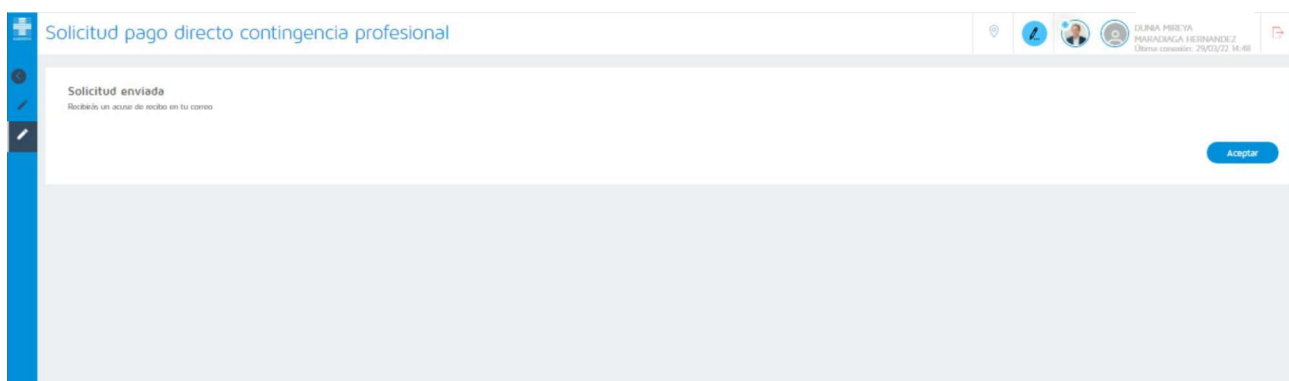 Solicitud pago directo contingencia profesional
DUNIA MIREYA
MARADIAGA HERNANDEZ
Última conexión: 29/03/22 14:48
Solicitud enviada
Recibirás un acuse de recibo en tu correo
Aceptar